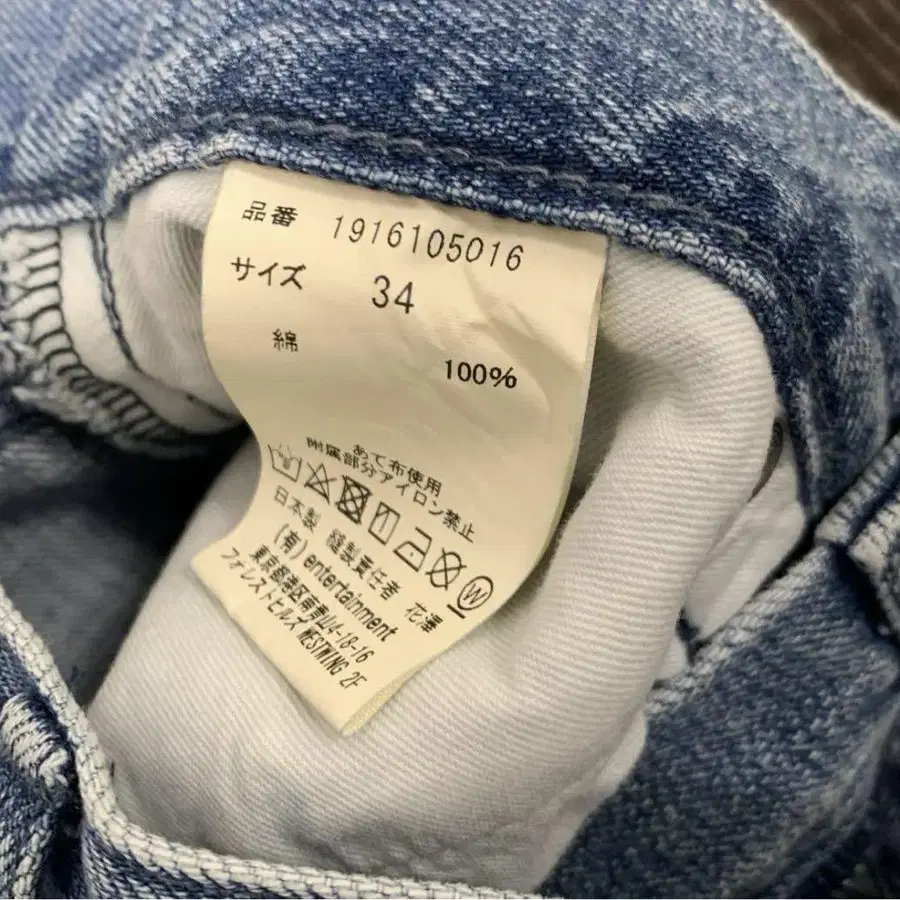 品番 1916105016
サイズ 34
綿 100%
あて布使用
附属部分アイロン禁止
W
日本製 縫製責任者 花澤
(有) entertainment
東京都港区南青山4-18-16
フォレストヒルズ WESTWING 2F